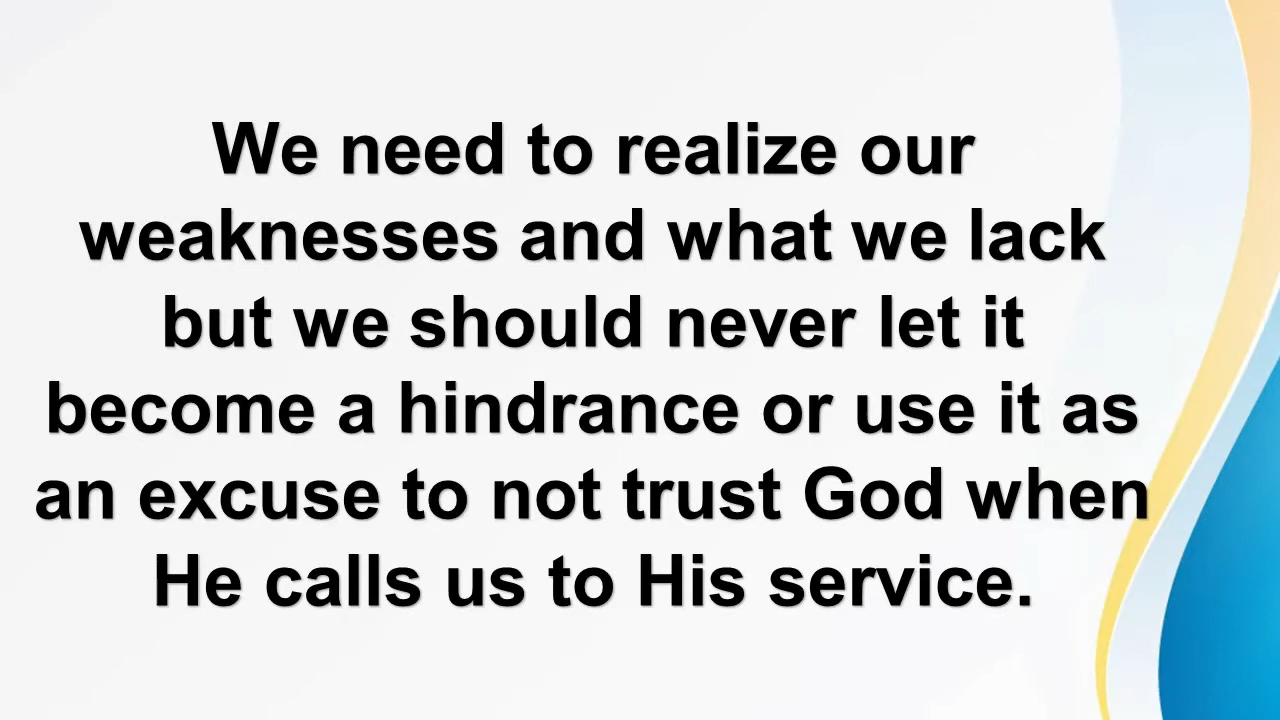 We need to realize our
weaknesses and what we lack
but we should never let it
become a hindrance or use it as
an excuse to not trust God when
He calls us to His service.